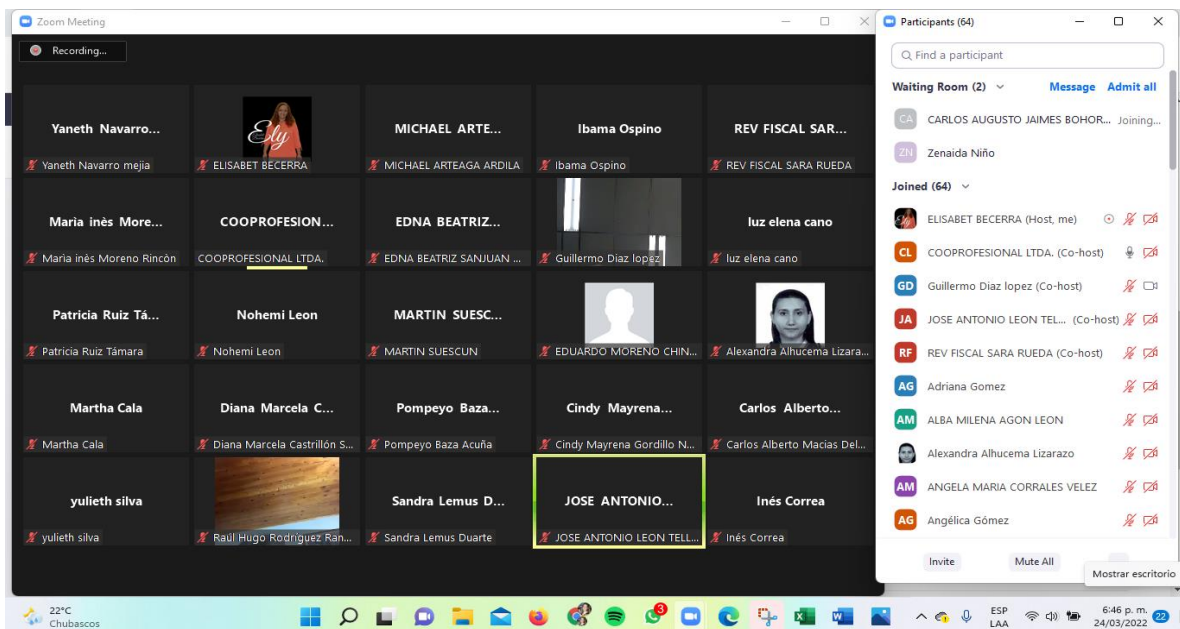 Zoom Meeting
Recording...
Yaneth Navarro...
Yaneth Navarro mejia
Ely
ELISABET BECERRA
MICHAEL ARTE...
MICHAEL ARTEAGA ARDILA
Ibama Ospino
Ibama Ospino
REV FISCAL SAR...
REV FISCAL SARA RUEDA
Marìa inès More...
Marìa inès Moreno Rincòn
COOPROFESION...
COOPROFESIONAL LTDA.
EDNA BEATRIZ...
EDNA BEATRIZ SANJUAN ...
Guillermo Diaz lopez
luz elena cano
luz elena cano
Patricia Ruiz Tá...
Patricia Ruiz Támara
Nohemi Leon
Nohemi Leon
MARTIN SUESC...
MARTIN SUESCUN
EDUARDO MORENO CHIN...
Alexandra Alhucema Lizara...
Martha Cala
Martha Cala
Diana Marcela C...
Diana Marcela Castrillón S...
Pompeyo Baza...
Pompeyo Baza Acuña
Cindy Mayrena...
Cindy Mayrena Gordillo N...
Carlos Alberto...
Carlos Alberto Macias Del...
yulieth silva
yulieth silva
Raúl Hugo Rodríguez Ran...
Sandra Lemus D...
Sandra Lemus Duarte
JOSE ANTONIO...
JOSE ANTONIO LEON TELL...
Inés Correa
Inés Correa
Participants (64)
Find a participant
Waiting Room (2)
Message
Admit all
CA
CARLOS AUGUSTO JAIMES BOHOR... Joining...
ZN
Zenaida Niño
Joined (64)
ELISABET BECERRA (Host, me)
CL
COOPROFESIONAL LTDA. (Co-host)
GD
Guillermo Diaz lopez (Co-host)
JA
JOSE ANTONIO LEON TEL... (Co-host)
RF
REV FISCAL SARA RUEDA (Co-host)
AG
Adriana Gomez
AM
ALBA MILENA AGON LEON
Alexandra Alhucema Lizarazo
AM
ANGELA MARIA CORRALES VELEZ
AG
Angélica Gómez
Invite
Mute All
Mostrar escritorio
22°C
Chubascos
3
ESP
LAA
6:46 p. m.
24/03/2022
22